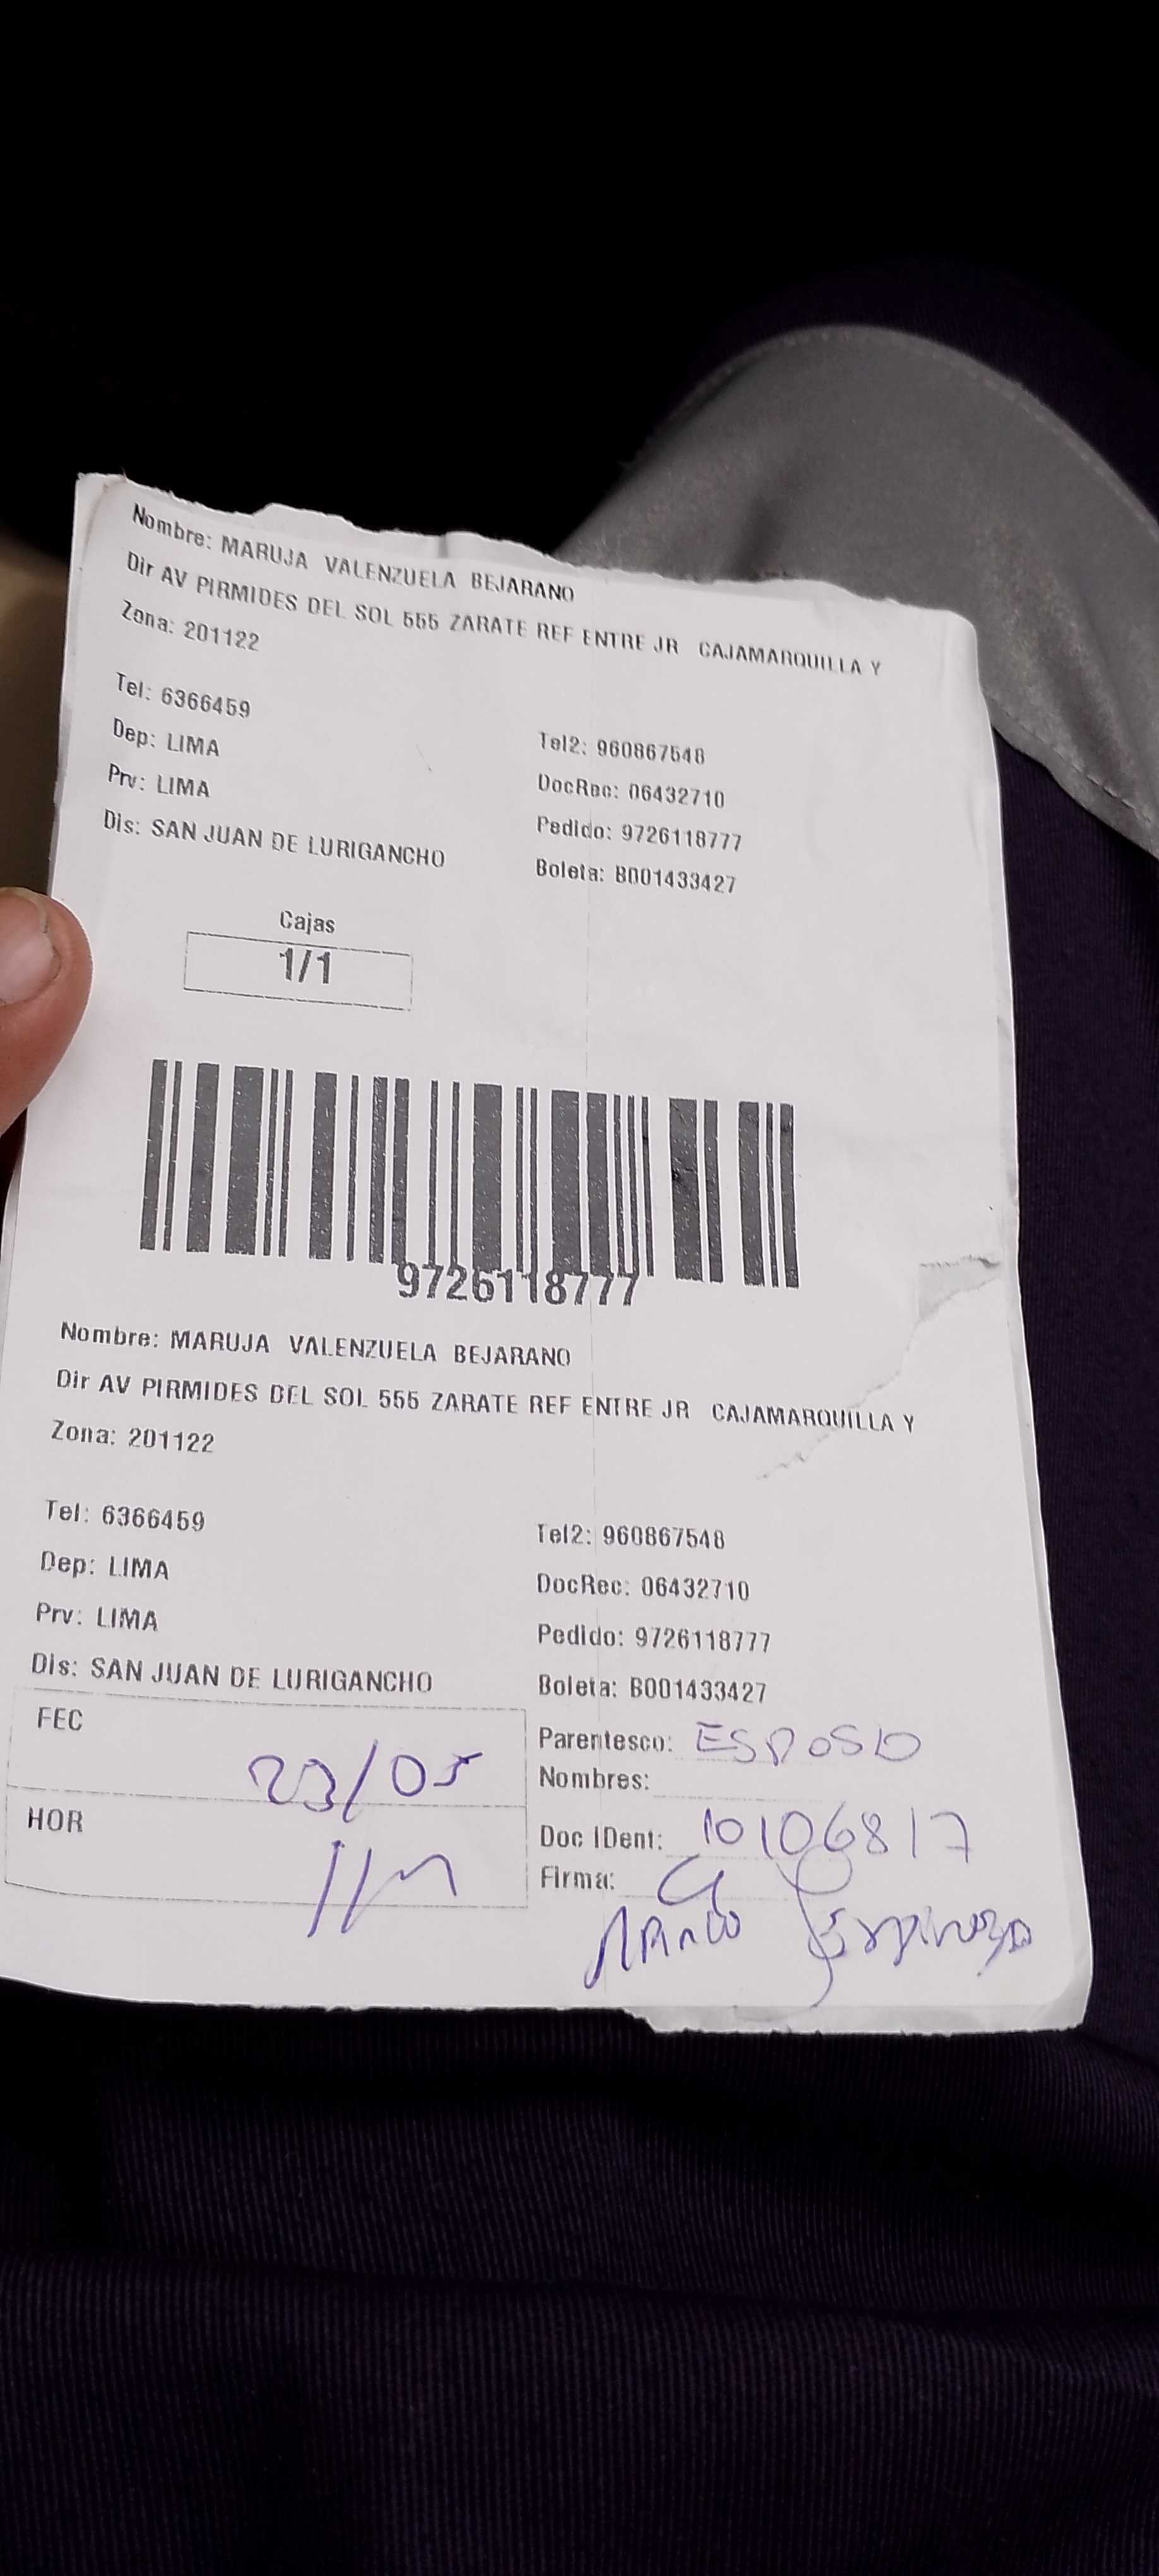 Nombre: MARUJA VALENZUELA BEJARANO
Dir AV PIRMIDES DEL SOL 555 ZARATE REF ENTRE JR CAJAMARQUILLA Y
Zona: 201122
Tel: 6366459
Tel2: 960867548
Dep: LIMA
DocRec: 06432710
Prv: LIMA
Pedido: 9726118777
Dis: SAN JUAN DE LURIGANCHO
Boleta: B001433427
Cajas
1/1
9726118777
Nombre: MARUJA VALENZUELA BEJARANO
Dir AV PIRMIDES DEL SOL 555 ZARATE REF ENTRE JR CAJAMARQUILLA Y
Zona: 201122
Tel: 6366459
Tel2: 960867548
Dep: LIMA
DocRec: 06432710
Prv: LIMA
Pedido: 9726118777
Dis: SAN JUAN DE LURIGANCHO
Boleta: B001433427
FEC
23/05
Parentesco: ESPOSO
Nombres:
HOR
Doc IDent: 10106817
Firma:
Espinoza